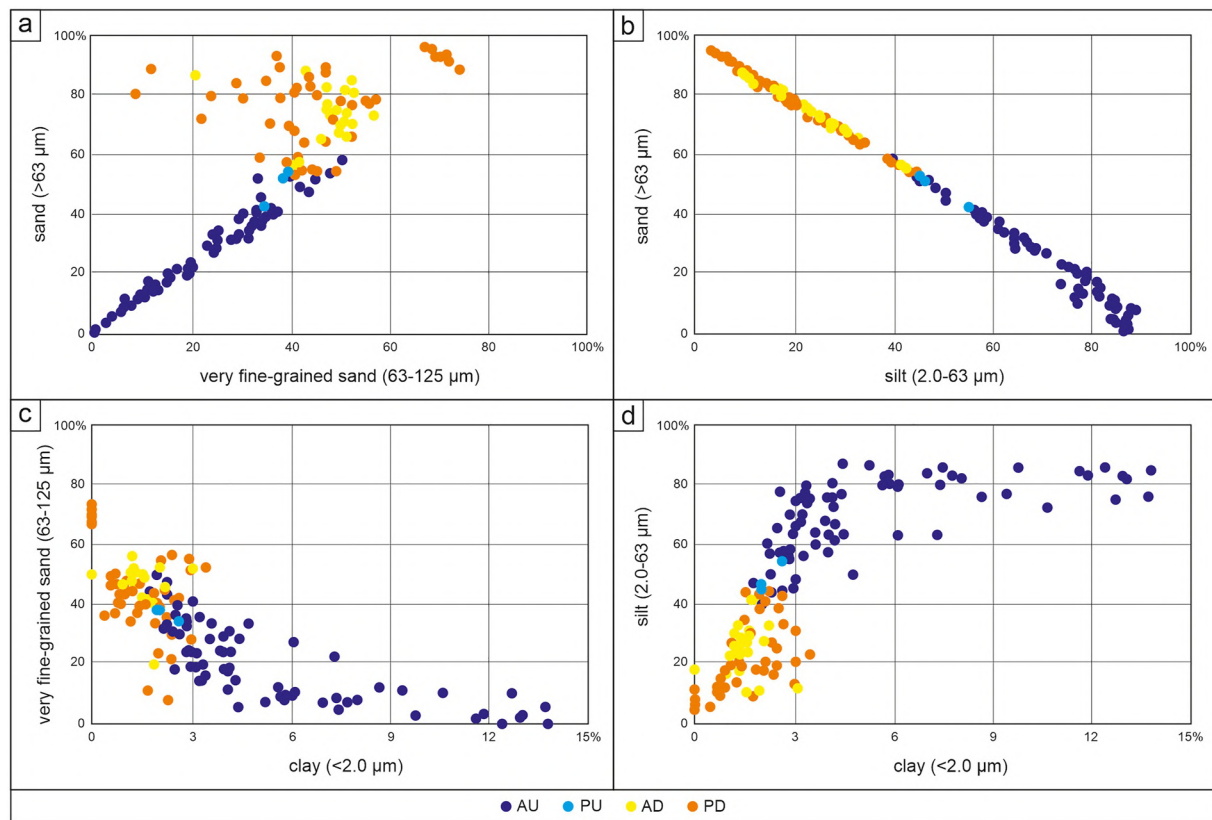 a
100%
80
60
40
20
0
sand (>63 µm)
0 20 40 60 80 100%
very fine-grained sand (63-125 µm)
b
100%
80
60
40
20
0
sand (>63 µm)
0 20 40 60 80 100%
silt (2.0-63 µm)
c
100%
80
60
40
20
0
very fine-grained sand (63-125 µm)
0 3 6 9 12 15%
clay (<2.0 µm)
d
100%
80
60
40
20
0
silt (2.0-63 µm)
0 3 6 9 12 15%
clay (<2.0 µm)
AU PU AD PD